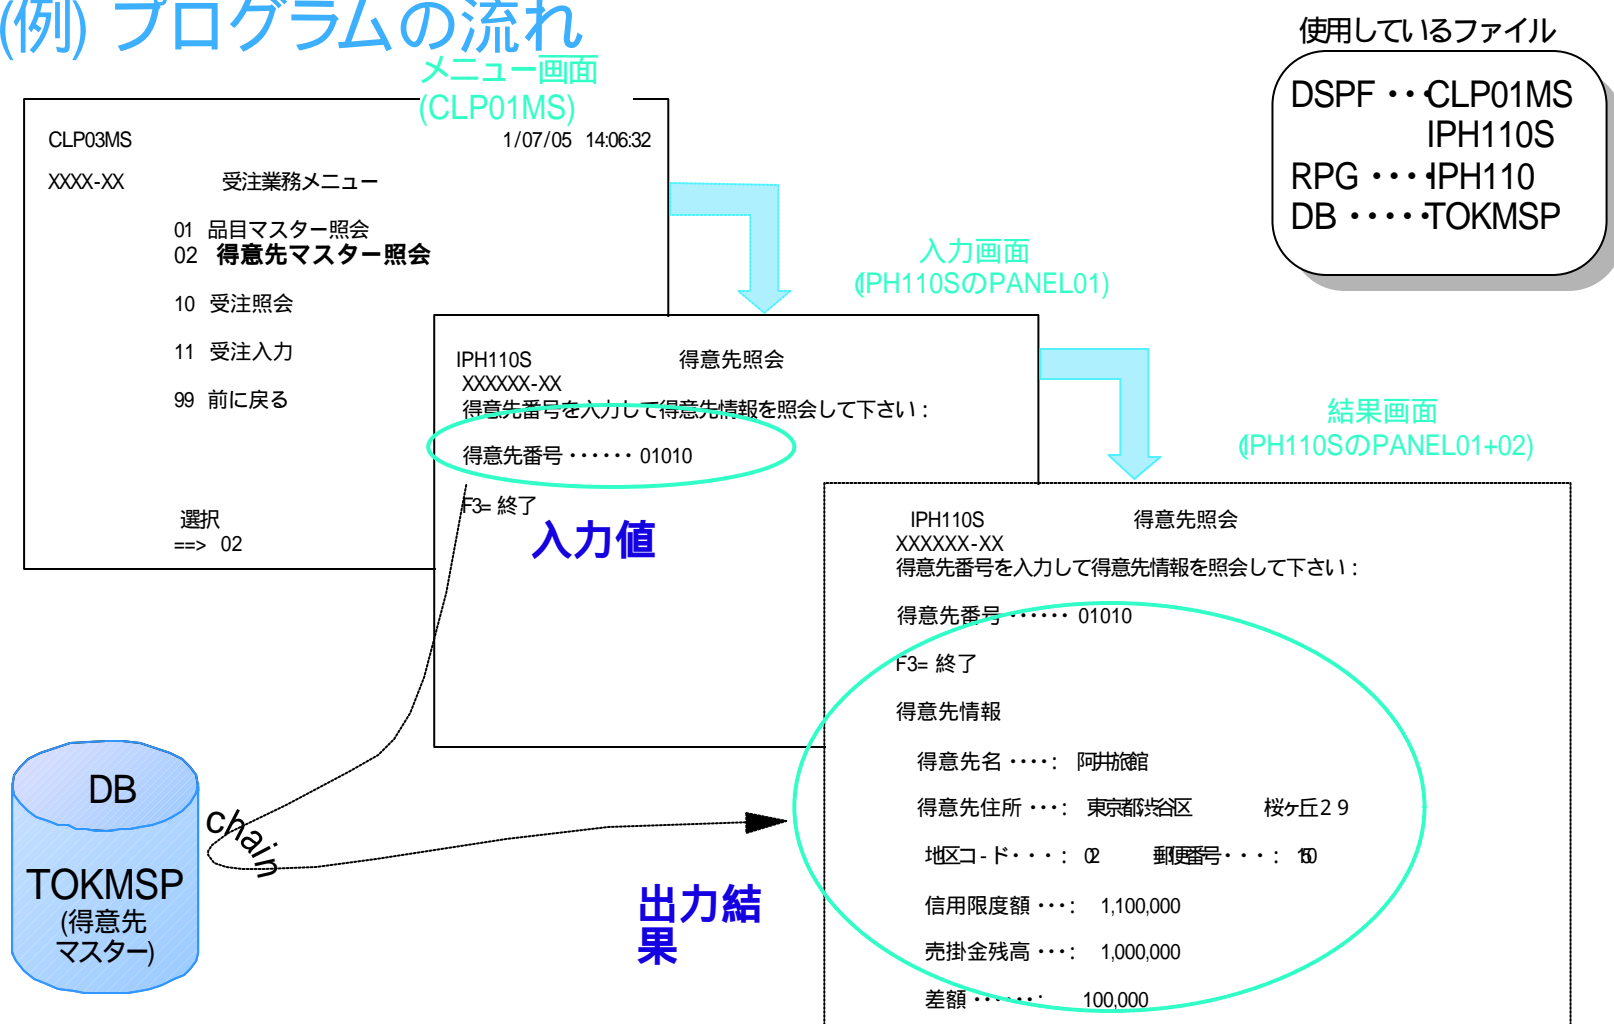 (例) プログラムの流れ
使用しているファイル
DSPF ・・CLP01MS
IPH110S
RPG ・・・・IPH110
DB ・・・・・TOKMSP
メニュー画面
(CLP01MS)
CLP03MS 1/07/05 14:06:32
XXXX-XX 受注業務メニュー
01 品目マスター照会
02 得意先マスター照会
10 受注照会
11 受注入力
99 前に戻る
選択
==> 02
入力画面
(IPH110SのPANEL01)
IPH110S 得意先照会
XXXXXX-XX
得意先番号を入力して得意先情報を照会して下さい：
得意先番号・・・・・・ 01010
F3= 終了
入力値
結果画面
(IPH110SのPANEL01+02)
IPH110S 得意先照会
XXXXXX-XX
得意先番号を入力して得意先情報を照会して下さい：
得意先番号・・・・・・ 01010
F3= 終了
得意先情報
得意先名・・・・： 阿井旅館
得意先住所・・・： 東京都渋谷区 桜ヶ丘２９
地区コ-ド・・・： 02 郵便番号・・・： 150
信用限度額・・・： 1,100,000
売掛金残高・・・： 1,000,000
差額・・・・・・： 100,000
DB
TOKMSP
(得意先
マスター)
chain
出力結
果